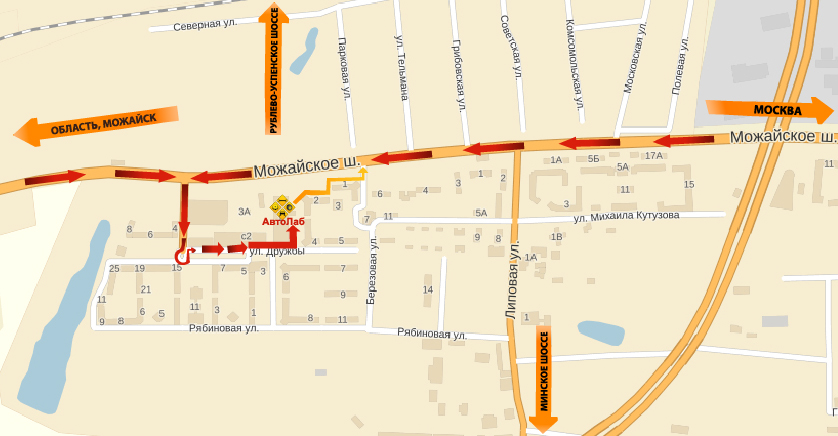 Северная ул.
РУБЛЕВО-УСПЕНСКОЕ ШОССЕ
Парковая ул.
ул. Тельмана
Грибовская ул.
Советская ул.
Комсомольская ул.
Московская ул.
Полевая ул.
ОБЛАСТЬ, МОЖАЙСК
МОСКВА
Можайское ш.
Можайское ш.
1А
5Б
17А
5А
11
3
15
11
1
2
3
6
4
3
1
2
7
11
5А
ул. Михаила Кутузова
3А
АвтоЛаб
8
6
4
с2
4
5
9
8
1В
1А
ул. Дружбы
Березовая ул.
Липовая ул.
25
19
15
7
5
3
6
7
21
14
9
11
9
8
6
5
11
3
1
8
11
1
Рябиновая ул.
Рябиновая ул.
МИНСКОЕ ШОССЕ